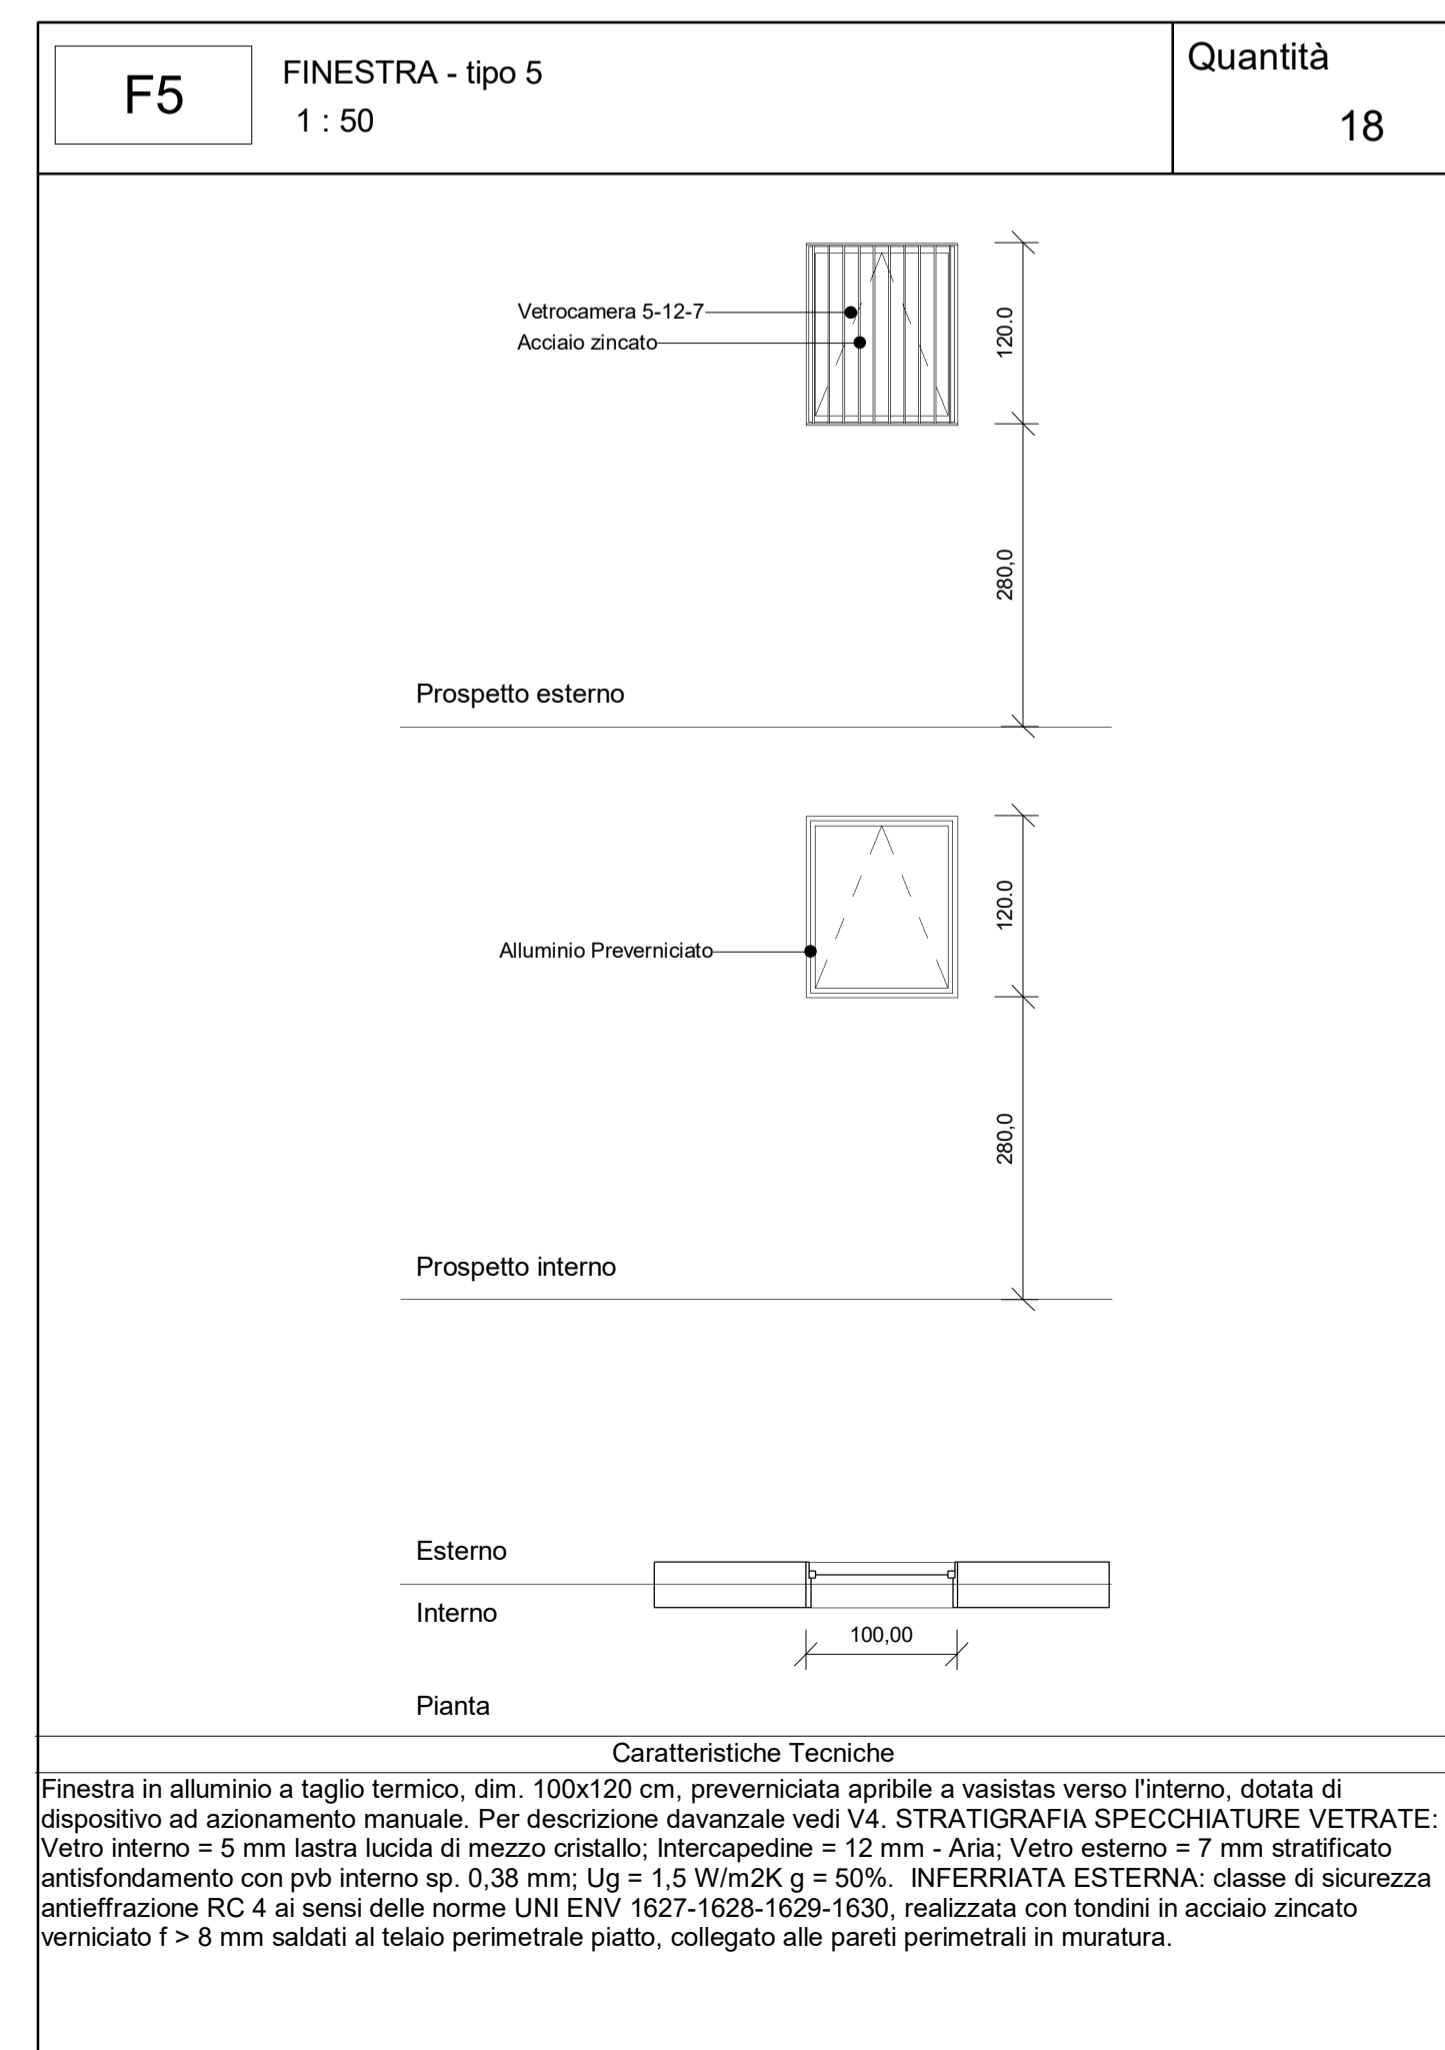 F5
FINESTRA - tipo 5
1 : 50
Quantità
18
Vetrocamera 5-12-7
Acciaio zincato
120.0
280,0
Prospetto esterno
120.0
Alluminio Preverniciato
280,0
Prospetto interno
Esterno
Interno
100,00
Pianta
Caratteristiche Tecniche
Finestra in alluminio a taglio termico, dim. 100x120 cm, preverniciata apribile a vasistas verso l'interno, dotata di
dispositivo ad azionamento manuale. Per descrizione davanzale vedi V4. STRATIGRAFIA SPECCHIATURE VETRATE:
Vetro interno = 5 mm lastra lucida di mezzo cristallo; Intercapedine = 12 mm - Aria; Vetro esterno = 7 mm stratificato
antisfondamento con pvb interno sp. 0,38 mm; Ug = 1,5 W/m2K g = 50%. INFERRIATA ESTERNA: classe di sicurezza
antieffrazione RC 4 ai sensi delle norme UNI ENV 1627-1628-1629-1630, realizzata con tondini in acciaio zincato
verniciato f > 8 mm saldati al telaio perimetrale piatto, collegato alle pareti perimetrali in muratura.